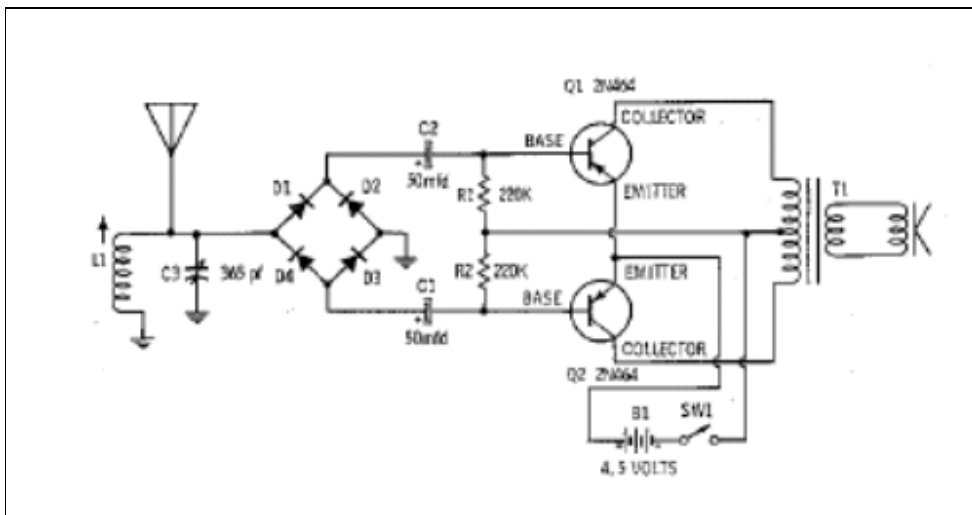 Q1 2N464
COLLECTOR
C2
BASE
+
50mfd
D1
D2
R1
220K
EMITTER
T1
L1
C3
365 pf
D4
D3
R2
220K
EMITTER
C1
BASE
+
50mfd
COLLECTOR
Q2 2N464
B1
SW1
4.5 VOLTS